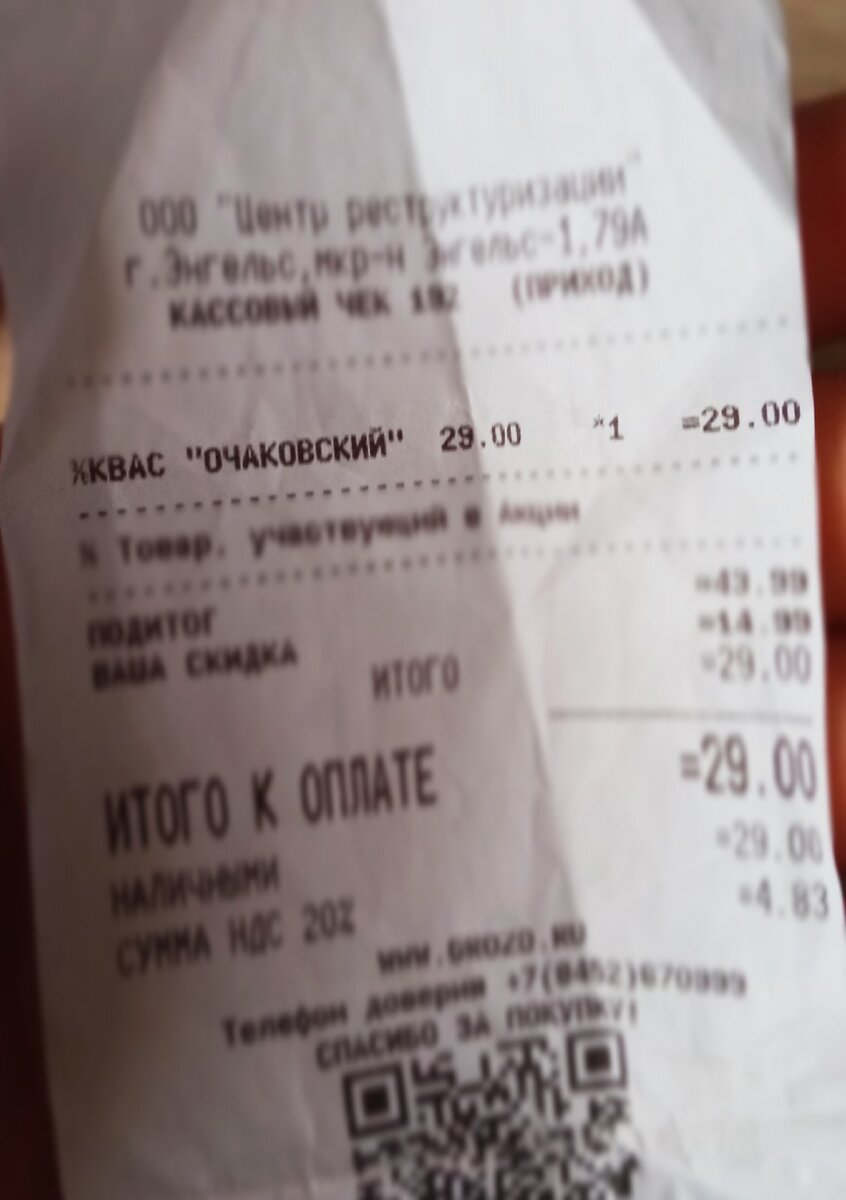 ООО "Центр реструктуризации"
г.Энгельс,мкр-н Энгельс-1,79А
КАССОВЫЙ ЧЕК 192 (ПРИХОД)
%КВАС "ОЧАКОВСКИЙ" 29.00 *1 =29.00
% Товар, участвующий в Акции
ПОДИТОГ =43.99
ВАША СКИДКА =14.99
ИТОГО =29.00
ИТОГО К ОПЛАТЕ =29.00
НАЛИЧНЫМИ =29.00
СУММА НДС 20% =4.83
Телефон доверия +7(8452)670999
СПАСИБО ЗА ПОКУПКУ!